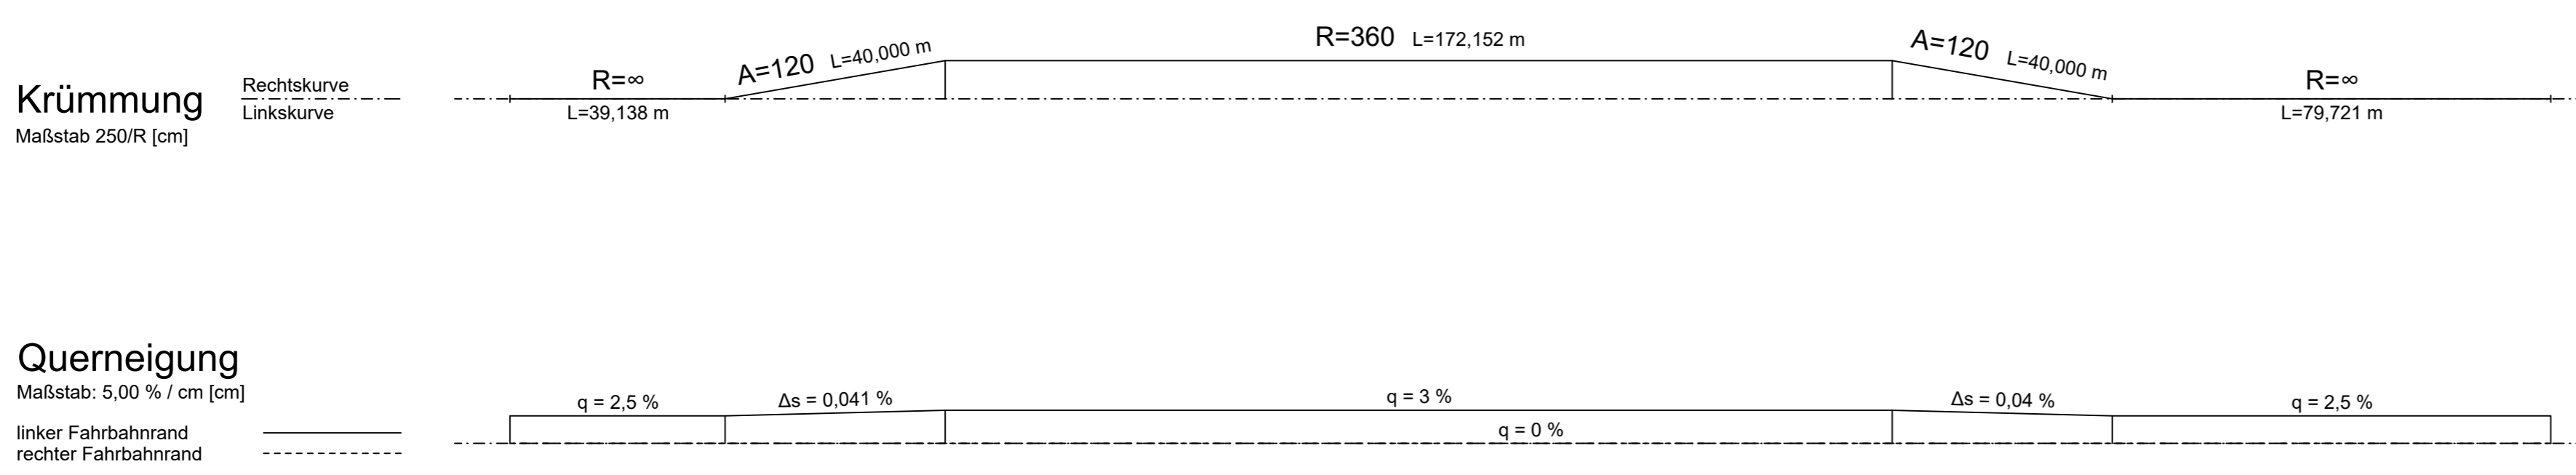 Krümmung
Maßstab 250/R [cm]
Rechtskurve
Linkskurve
R=∞
L=39,138 m
A=120 L=40,000 m
R=360 L=172,152 m
A=120 L=40,000 m
R=∞
L=79,721 m
Querneigung
Maßstab: 5,00 % / cm [cm]
linker Fahrbahnrand
rechter Fahrbahnrand
q = 2,5 %
Δs = 0,041 %
q = 3 %
q = 0 %
Δs = 0,04 %
q = 2,5 %